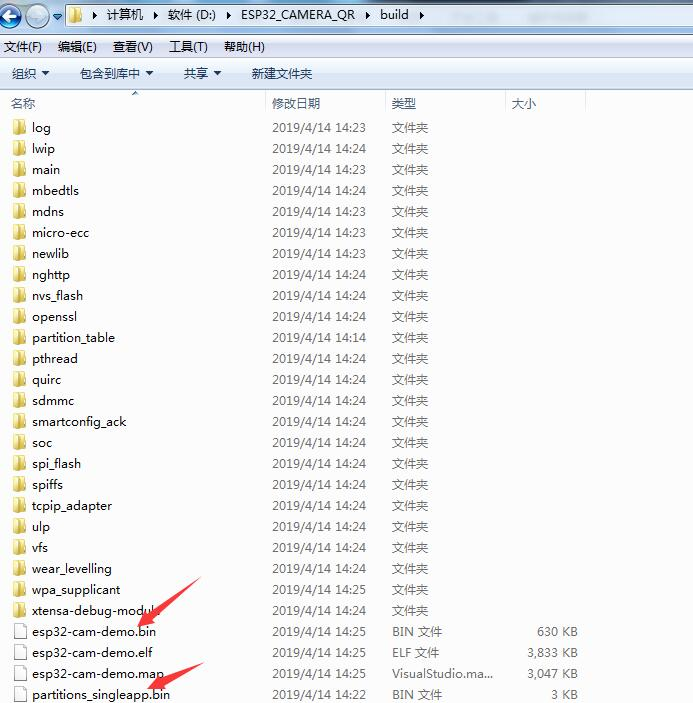 计算机 软件 (D:) ESP32_CAMERA_QR build
文件(F) 编辑(E) 查看(V) 工具(T) 帮助(H)
组织 包含到库中 共享 新建文件夹
名称 修改日期 类型 大小
log 2019/4/14 14:23 文件夹
lwip 2019/4/14 14:24 文件夹
main 2019/4/14 14:23 文件夹
mbedtls 2019/4/14 14:24 文件夹
mdns 2019/4/14 14:23 文件夹
micro-ecc 2019/4/14 14:23 文件夹
newlib 2019/4/14 14:23 文件夹
nghttp 2019/4/14 14:24 文件夹
nvs_flash 2019/4/14 14:24 文件夹
openssl 2019/4/14 14:24 文件夹
partition_table 2019/4/14 14:14 文件夹
pthread 2019/4/14 14:24 文件夹
quirc 2019/4/14 14:24 文件夹
sdmmc 2019/4/14 14:24 文件夹
smartconfig_ack 2019/4/14 14:24 文件夹
soc 2019/4/14 14:24 文件夹
spi_flash 2019/4/14 14:24 文件夹
spiffs 2019/4/14 14:24 文件夹
tcpip_adapter 2019/4/14 14:24 文件夹
ulp 2019/4/14 14:24 文件夹
vfs 2019/4/14 14:24 文件夹
wear_levelling 2019/4/14 14:24 文件夹
wpa_supplicant 2019/4/14 14:25 文件夹
xtensa-debug-module 2019/4/14 14:24 文件夹
esp32-cam-demo.bin 2019/4/14 14:25 BIN 文件 630 KB
esp32-cam-demo.elf 2019/4/14 14:25 ELF 文件 3,833 KB
esp32-cam-demo.map 2019/4/14 14:25 VisualStudio.ma... 3,047 KB
partitions_singleapp.bin 2019/4/14 14:22 BIN 文件 3 KB